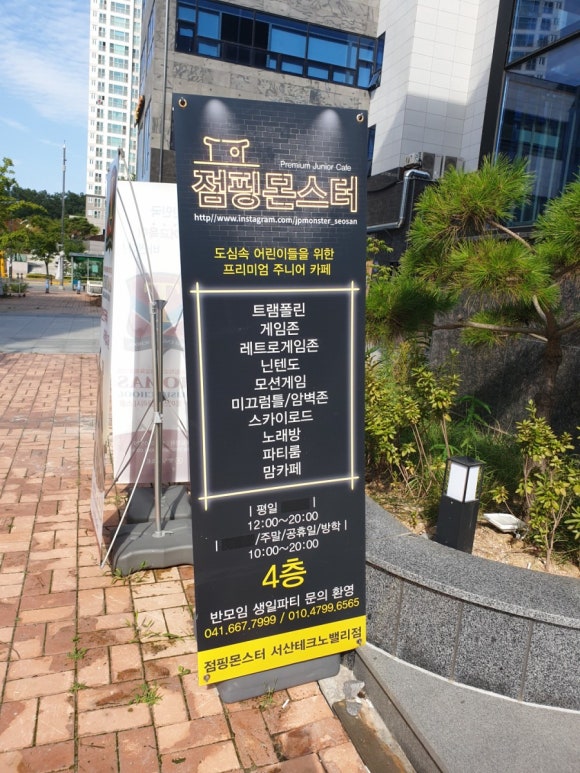 Premium Junior Cafe
점핑몬스터
http//www.instagram.com/jpmonster_seosan
도심속 어린이들을 위한
프리미엄 주니어 카페
트램폴린
게임존
레트로게임존
닌텐도
모션게임
미끄럼틀/암벽존
스카이로드
노래방
파티룸
맘카페
| 평일 |
12:00~20:00
| /주말/공휴일/방학 |
10:00~20:00
4층
반모임 생일파티 문의 환영
041.667.7999 / 010.4799.6565
점핑몬스터 서산테크노밸리점